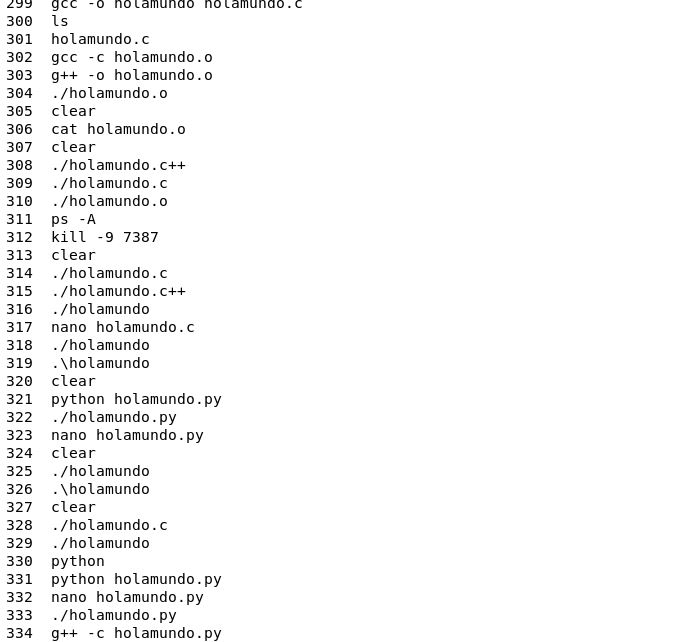 299  gcc -o holamundo holamundo.c
300  ls
301  holamundo.c
302  gcc -c holamundo.o
303  g++ -o holamundo.o
304  ./holamundo.o
305  clear
306  cat holamundo.o
307  clear
308  ./holamundo.c++
309  ./holamundo.c
310  ./holamundo.o
311  ps -A
312  kill -9 7387
313  clear
314  ./holamundo.c
315  ./holamundo.c++
316  ./holamundo
317  nano holamundo.c
318  ./holamundo
319  .\holamundo
320  clear
321  python holamundo.py
322  ./holamundo.py
323  nano holamundo.py
324  clear
325  ./holamundo
326  .\holamundo
327  clear
328  ./holamundo.c
329  ./holamundo
330  python
331  python holamundo.py
332  nano holamundo.py
333  ./holamundo.py
334  g++ -c holamundo.py